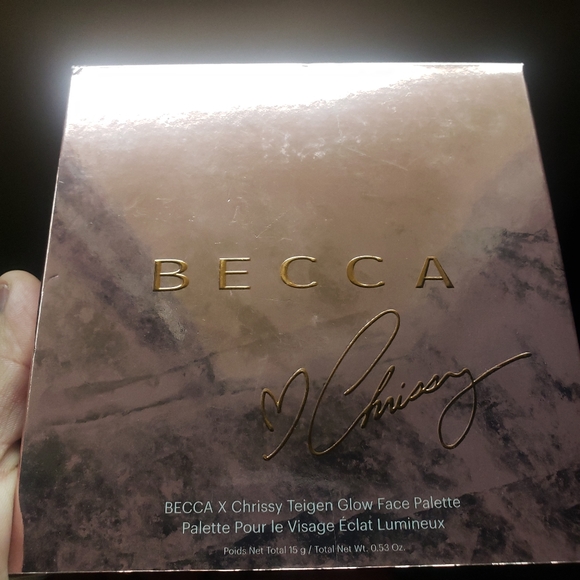 BECCA
Chrissy
BECCA X Chrissy Teigen Glow Face Palette
Palette Pour le Visage Éclat Lumineux
Poids Net Total 15 g / Total Net Wt. 0.53 Oz.